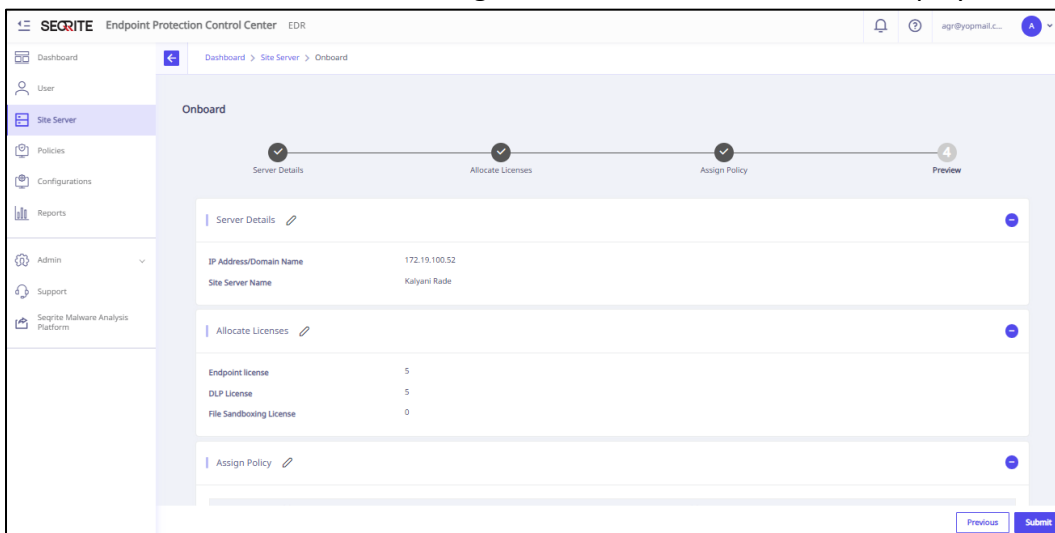 SEQRITE Endpoint Protection Control Center EDR
agr@yopmail.c... A
Dashboard
Dashboard > Site Server > Onboard
User
Onboard
Site Server
Policies
4
Server Details Allocate Licenses Assign Policy Preview
Configurations
Reports
Server Details
Admin
IP Address/Domain Name 172.19.100.52
Site Server Name Kalyani Rade
Support
Seqrite Malware Analysis
Platform
Allocate Licenses
Endpoint license 5
DLP License 5
File Sandboxing License 0
Assign Policy
Previous Submit